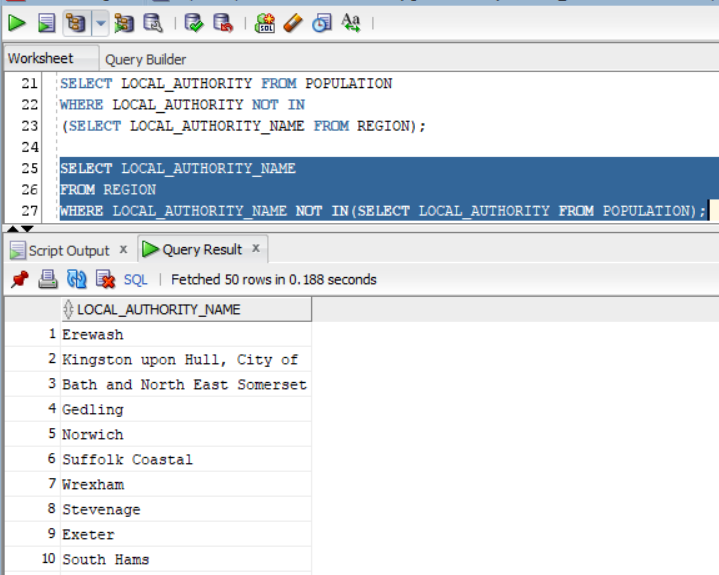 Worksheet Query Builder
21 SELECT LOCAL_AUTHORITY FROM POPULATION
22 WHERE LOCAL_AUTHORITY NOT IN
23 (SELECT LOCAL_AUTHORITY_NAME FROM REGION);
24
25 SELECT LOCAL_AUTHORITY_NAME
26 FROM REGION
27 WHERE LOCAL_AUTHORITY_NAME NOT IN(SELECT LOCAL_AUTHORITY FROM POPULATION);
Script Output x Query Result x
SQL | Fetched 50 rows in 0.188 seconds
LOCAL_AUTHORITY_NAME
1 Erewash
2 Kingston upon Hull, City of
3 Bath and North East Somerset
4 Gedling
5 Norwich
6 Suffolk Coastal
7 Wrexham
8 Stevenage
9 Exeter
10 South Hams